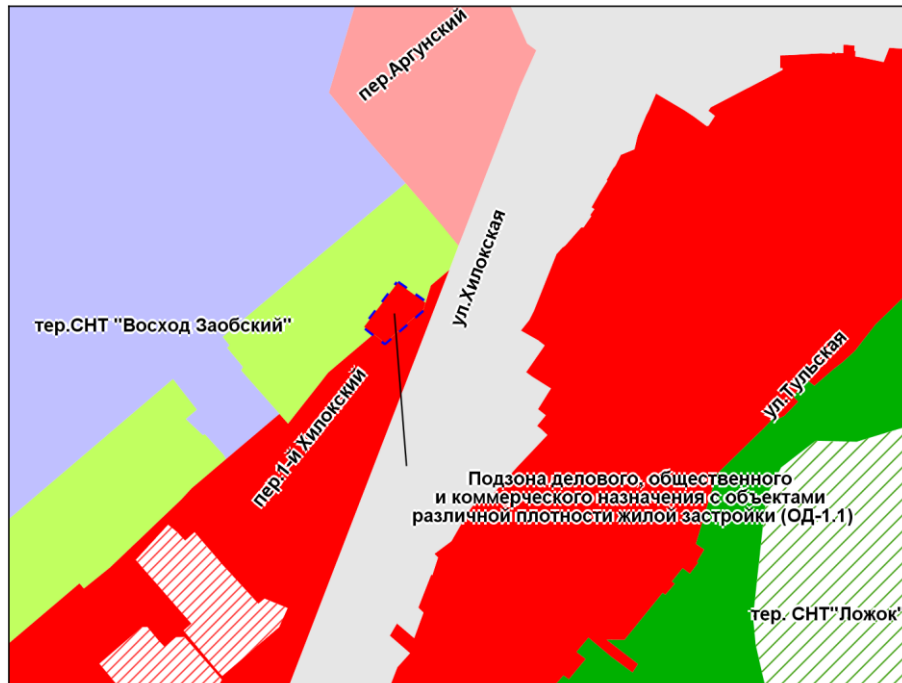 пер.Аргунский
ул.Хилокская
тер.СНТ "Восход Заобский"
ул.Тульская
пер.1-й Хилокский
Подзона делового, общественного
и коммерческого назначения с объектами
различной плотности жилой застройки (ОД-1.1)
тер. СНТ"Ложок"